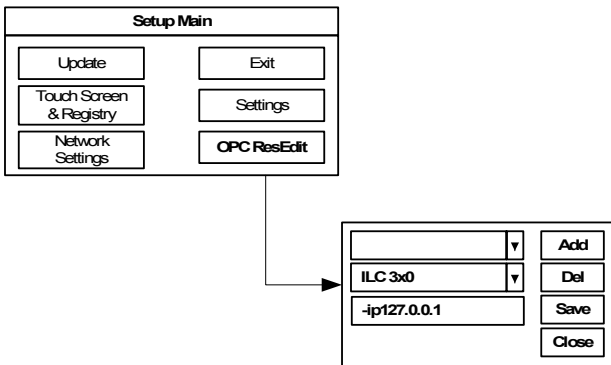 Setup Main
Update
Exit
Touch Screen
& Registry
Settings
Network
Settings
OPC ResEdit
Add
ILC 3x0
Del
-ip127.0.0.1
Save
Close